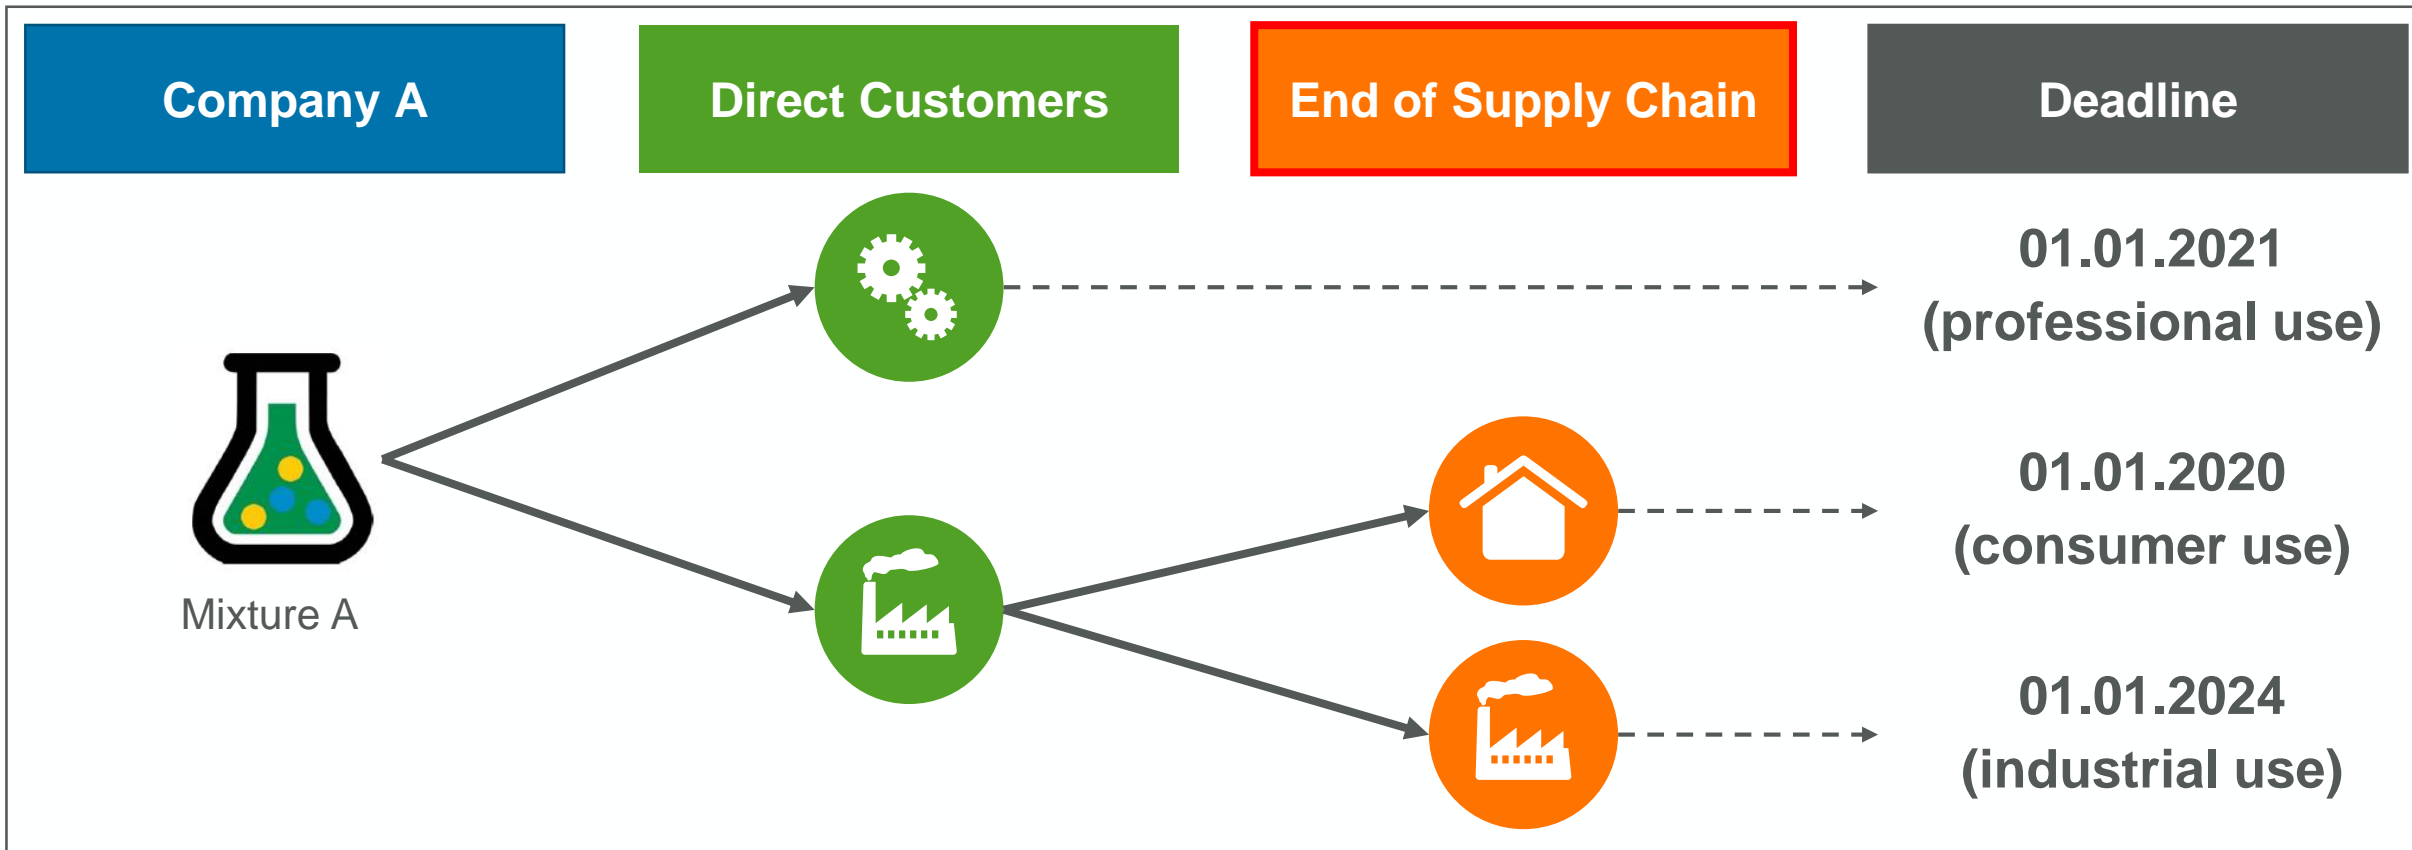 Company A
Direct Customers
End of Supply Chain
Deadline
01.01.2021
(professional use)
Mixture A
01.01.2020
(consumer use)
01.01.2024
(industrial use)